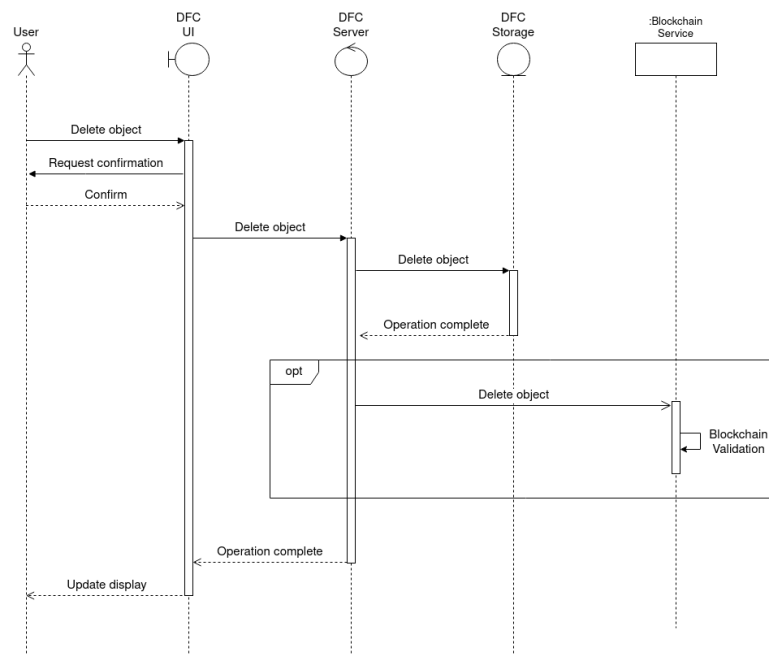 User
DFC
UI
DFC
Server
DFC
Storage
:Blockchain
Service
Delete object
Request confirmation
Confirm
Delete object
Delete object
Operation complete
opt
Delete object
Blockchain
Validation
Operation complete
Update display